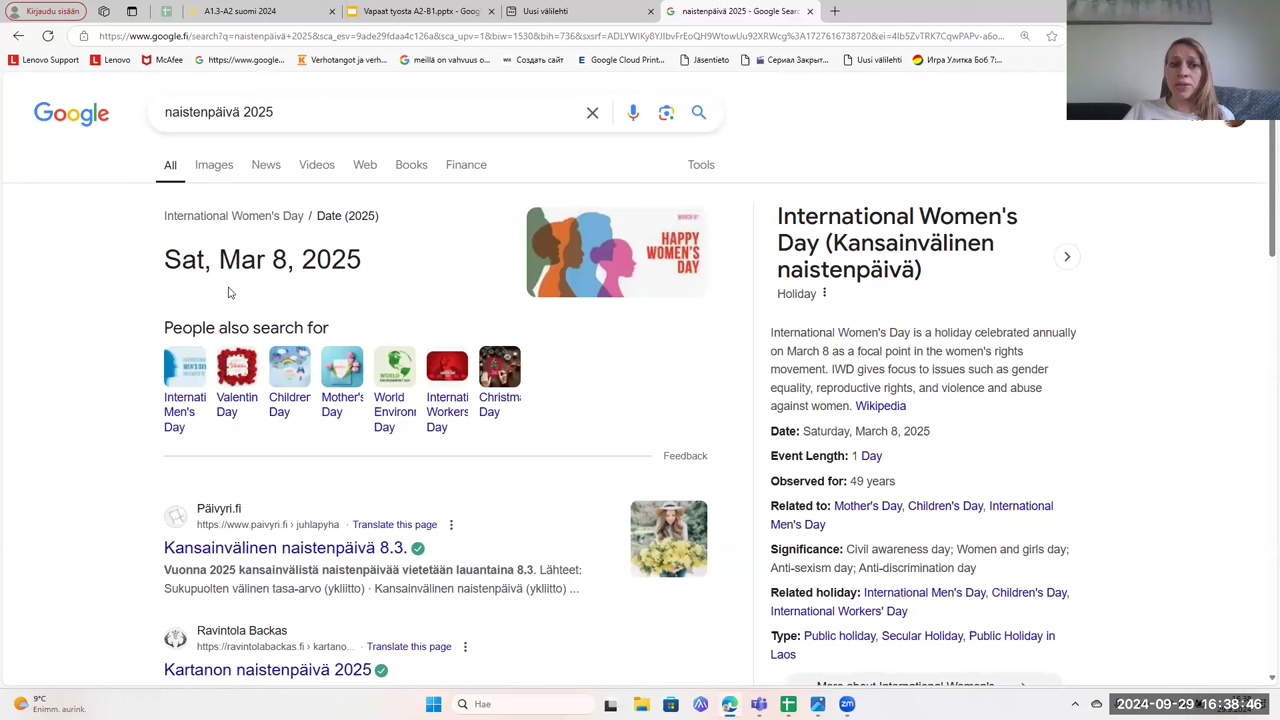 Kirjaudu sisään
A1.3-A2 suomi 2024
Vapaat tyosta A2-B1.pptx - Goog
Uusi välilehti
naistenpäivä 2025 - Google Sear
Lenovo Support
Lenovo
McAfee
https://www.google...
Verhotangot ja verh...
meillä on vahvuus o...
Создать сайт
Google Cloud Print...
Jäsentieto
Сериал Закрыт...
Uusi välilehti
Игра Улитка Боб 7:...
Google
naistenpäivä 2025
All
Images
News
Videos
Web
Books
Finance
Tools
International Women's Day / Date (2025)
Sat, Mar 8, 2025
MARCH 8
HAPPY
WOMEN'S
DAY
People also search for
Internati
Men's
Day
Valentin
Day
Childrer
Day
Mother's
Day
World
Environr
Day
Internati
Workers
Day
Christma
Day
Feedback
Päivyri.fi
https://www.paivyri.fi › juhlapyha · Translate this page
Kansainvälinen naistenpäivä 8.3.
Vuonna 2025 kansainvälistä naistenpäivää vietetään lauantaina 8.3. Lähteet:
Sukupuolten välinen tasa-arvo (ykliitto) · Kansainvälinen naistenpäivä (ykliitto) ...
Ravintola Backas
https://ravintolabackas.fi › kartano... · Translate this page
Kartanon naistenpäivä 2025
International Women's
Day (Kansainvälinen
naistenpäivä)
Holiday
International Women's Day is a holiday celebrated annually
on March 8 as a focal point in the women's rights
movement. IWD gives focus to issues such as gender
equality, reproductive rights, and violence and abuse
against women. Wikipedia
Date: Saturday, March 8, 2025
Event Length: 1 Day
Observed for: 49 years
Related to: Mother's Day, Children's Day, International
Men's Day
Significance: Civil awareness day; Women and girls day;
Anti-sexism day; Anti-discrimination day
Related holiday: International Men's Day, Children's Day,
International Workers' Day
Type: Public holiday, Secular Holiday, Public Holiday in
Laos
More about International Women's
9°C
Enimm. aurink.
Hae
2024-09-29 16:38:46